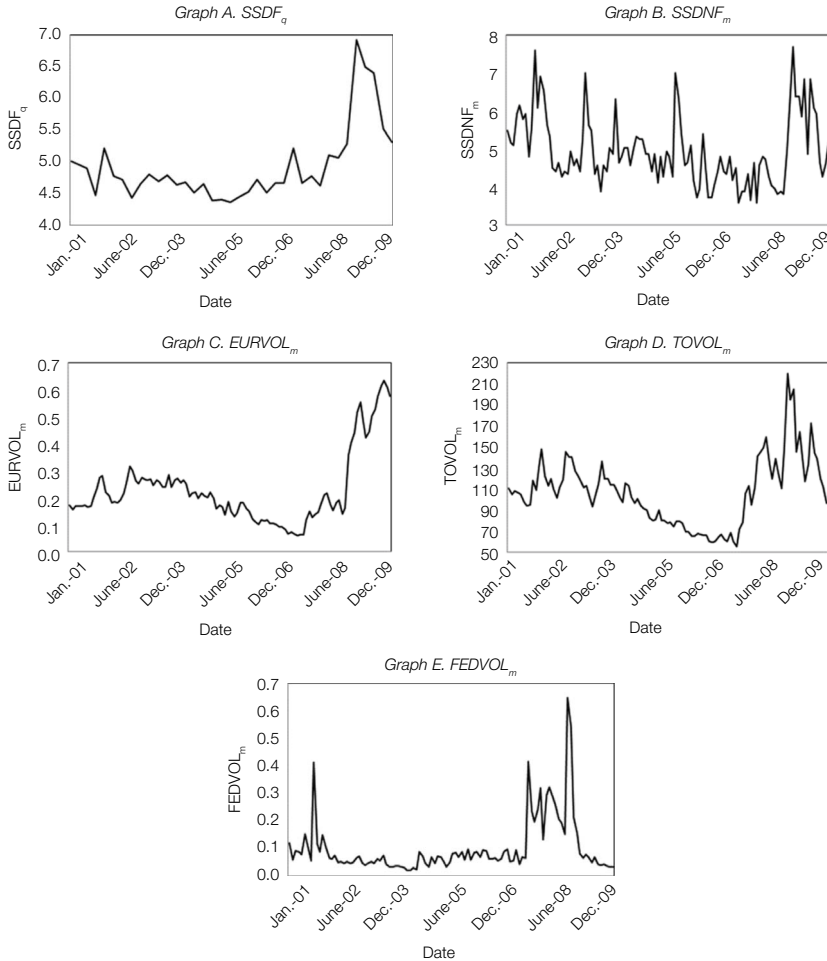 Graph A. SSDF_q
SSDF_q
7.0
6.5
6.0
5.5
5.0
4.5
4.0
Jan.-01
June-02
Dec.-03
June-05
Dec.-06
June-08
Dec.-09
Date
Graph B. SSDNF_m
SSDNF_m
8
7
6
5
4
3
Jan.-01
June-02
Dec.-03
June-05
Dec.-06
June-08
Dec.-09
Date
Graph C. EURVOL_m
EURVOL_m
0.7
0.6
0.5
0.4
0.3
0.2
0.1
0.0
Jan.-01
June-02
Dec.-03
June-05
Dec.-06
June-08
Dec.-09
Date
Graph D. TOVOL_m
TOVOL_m
230
210
190
170
150
130
110
90
70
50
Jan.-01
June-02
Dec.-03
June-05
Dec.-06
June-08
Dec.-09
Date
Graph E. FEDVOL_m
FEDVOL_m
0.7
0.6
0.5
0.4
0.3
0.2
0.1
0.0
Jan.-01
June-02
Dec.-03
June-05
Dec.-06
June-08
Dec.-09
Date